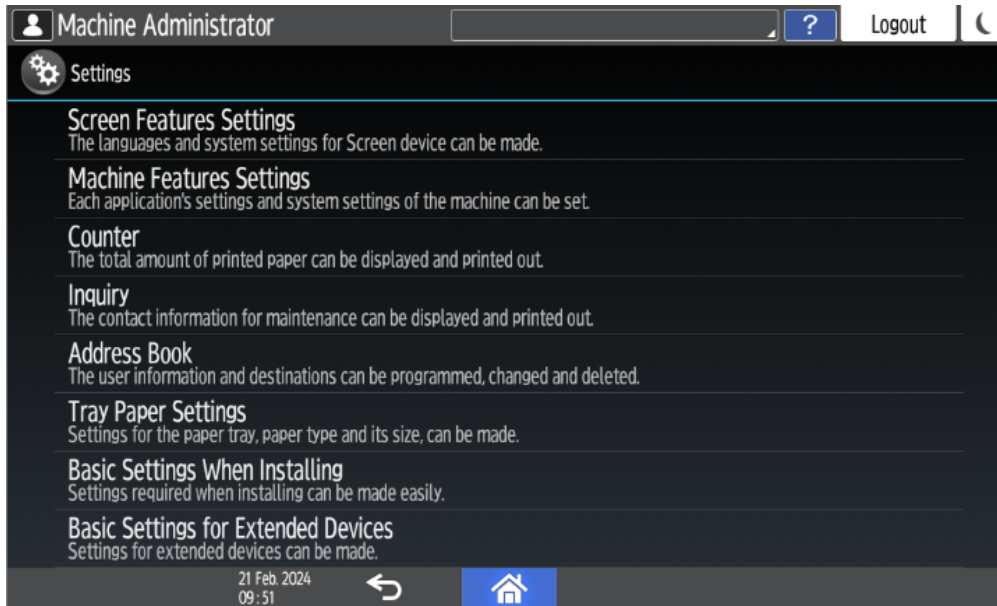 Machine Administrator
?
Logout
Settings
Screen Features Settings
The languages and system settings for Screen device can be made.
Machine Features Settings
Each application's settings and system settings of the machine can be set.
Counter
The total amount of printed paper can be displayed and printed out.
Inquiry
The contact information for maintenance can be displayed and printed out.
Address Book
The user information and destinations can be programmed, changed and deleted.
Tray Paper Settings
Settings for the paper tray, paper type and its size, can be made.
Basic Settings When Installing
Settings required when installing can be made easily.
Basic Settings for Extended Devices
Settings for extended devices can be made.
21 Feb. 2024
09:51